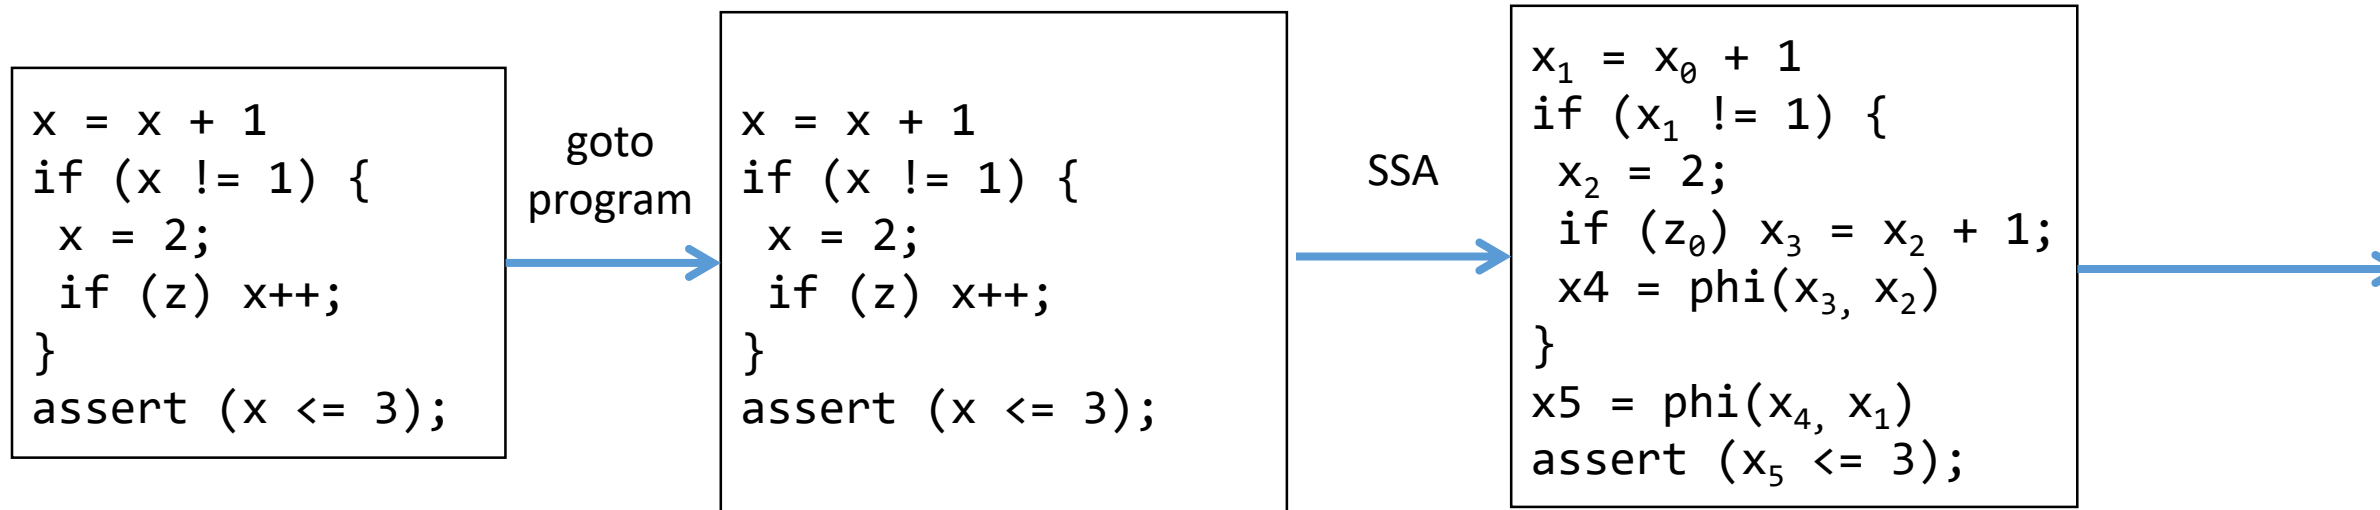 x = x + 1
if (x != 1) {
 x = 2;
 if (z) x++;
}
assert (x <= 3);
goto
program
x = x + 1
if (x != 1) {
 x = 2;
 if (z) x++;
}
assert (x <= 3);
SSA
x₁ = x₀ + 1
if (x₁ != 1) {
 x₂ = 2;
 if (z₀) x₃ = x₂ + 1;
 x4 = phi(x₃, x₂)
}
x5 = phi(x₄, x₁)
assert (x₅ <= 3);